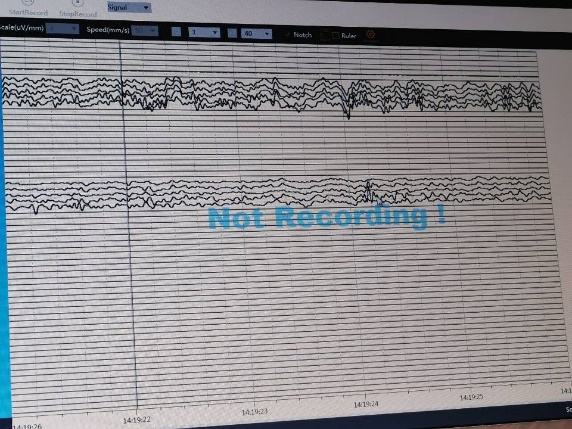 StartRecord StopRecord Signal
Scale(uV/mm) Speed(mm/s) 1 40 Notch Ruler
Not Recording !
14:19:26 14:19:22 14:19:23 14:19:24 14:19:25